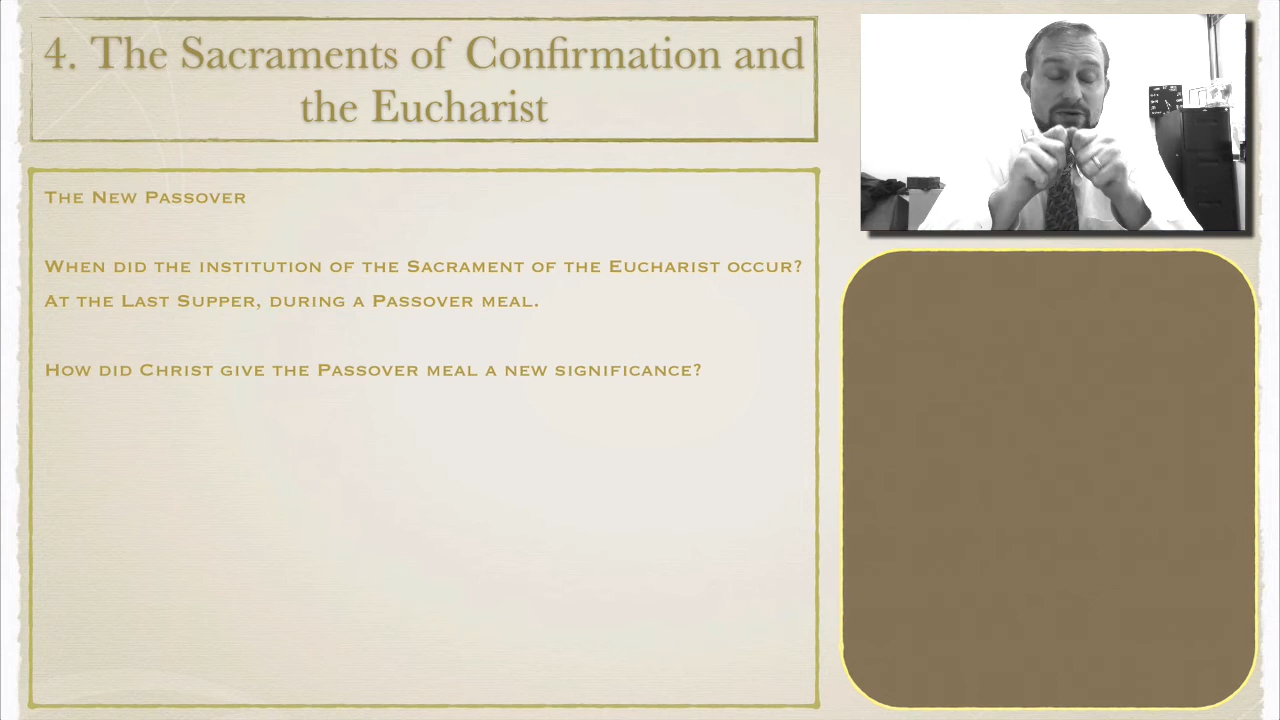 4. The Sacraments of Confirmation and
the Eucharist
The New Passover
When did the institution of the Sacrament of the Eucharist occur?
At the Last Supper, during a Passover meal.
How did Christ give the Passover meal a new significance?